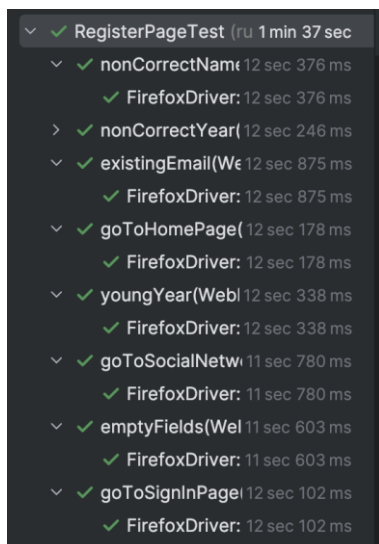 RegisterPageTest (ru 1 min 37 sec
nonCorrectName 12 sec 376 ms
FirefoxDriver: 12 sec 376 ms
nonCorrectYear( 12 sec 246 ms
existingEmail(We 12 sec 875 ms
FirefoxDriver: 12 sec 875 ms
goToHomePage( 12 sec 178 ms
FirefoxDriver: 12 sec 178 ms
youngYear(Webl 12 sec 338 ms
FirefoxDriver: 12 sec 338 ms
goToSocialNetw 11 sec 780 ms
FirefoxDriver: 11 sec 780 ms
emptyFields(Wel 11 sec 603 ms
FirefoxDriver: 11 sec 603 ms
goToSignInPage( 12 sec 102 ms
FirefoxDriver: 12 sec 102 ms